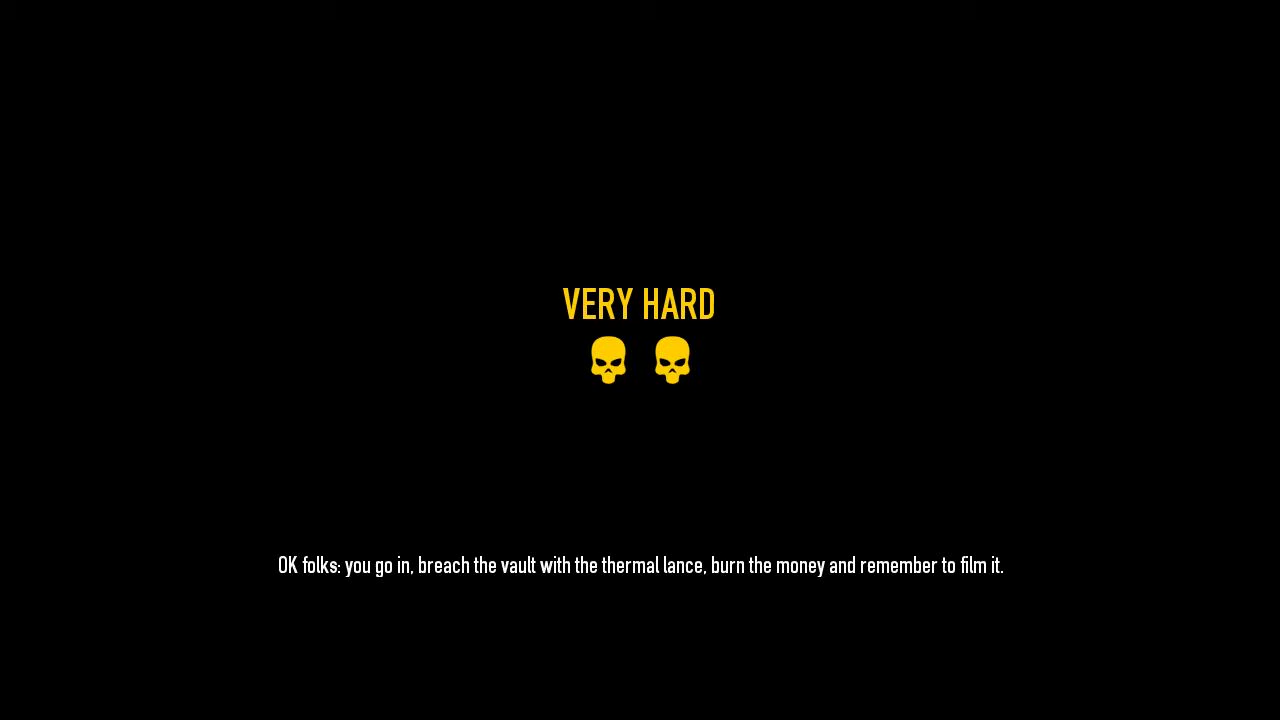 VERY HARD
OK folks: you go in, breach the vault with the thermal lance, burn the money and remember to film it.